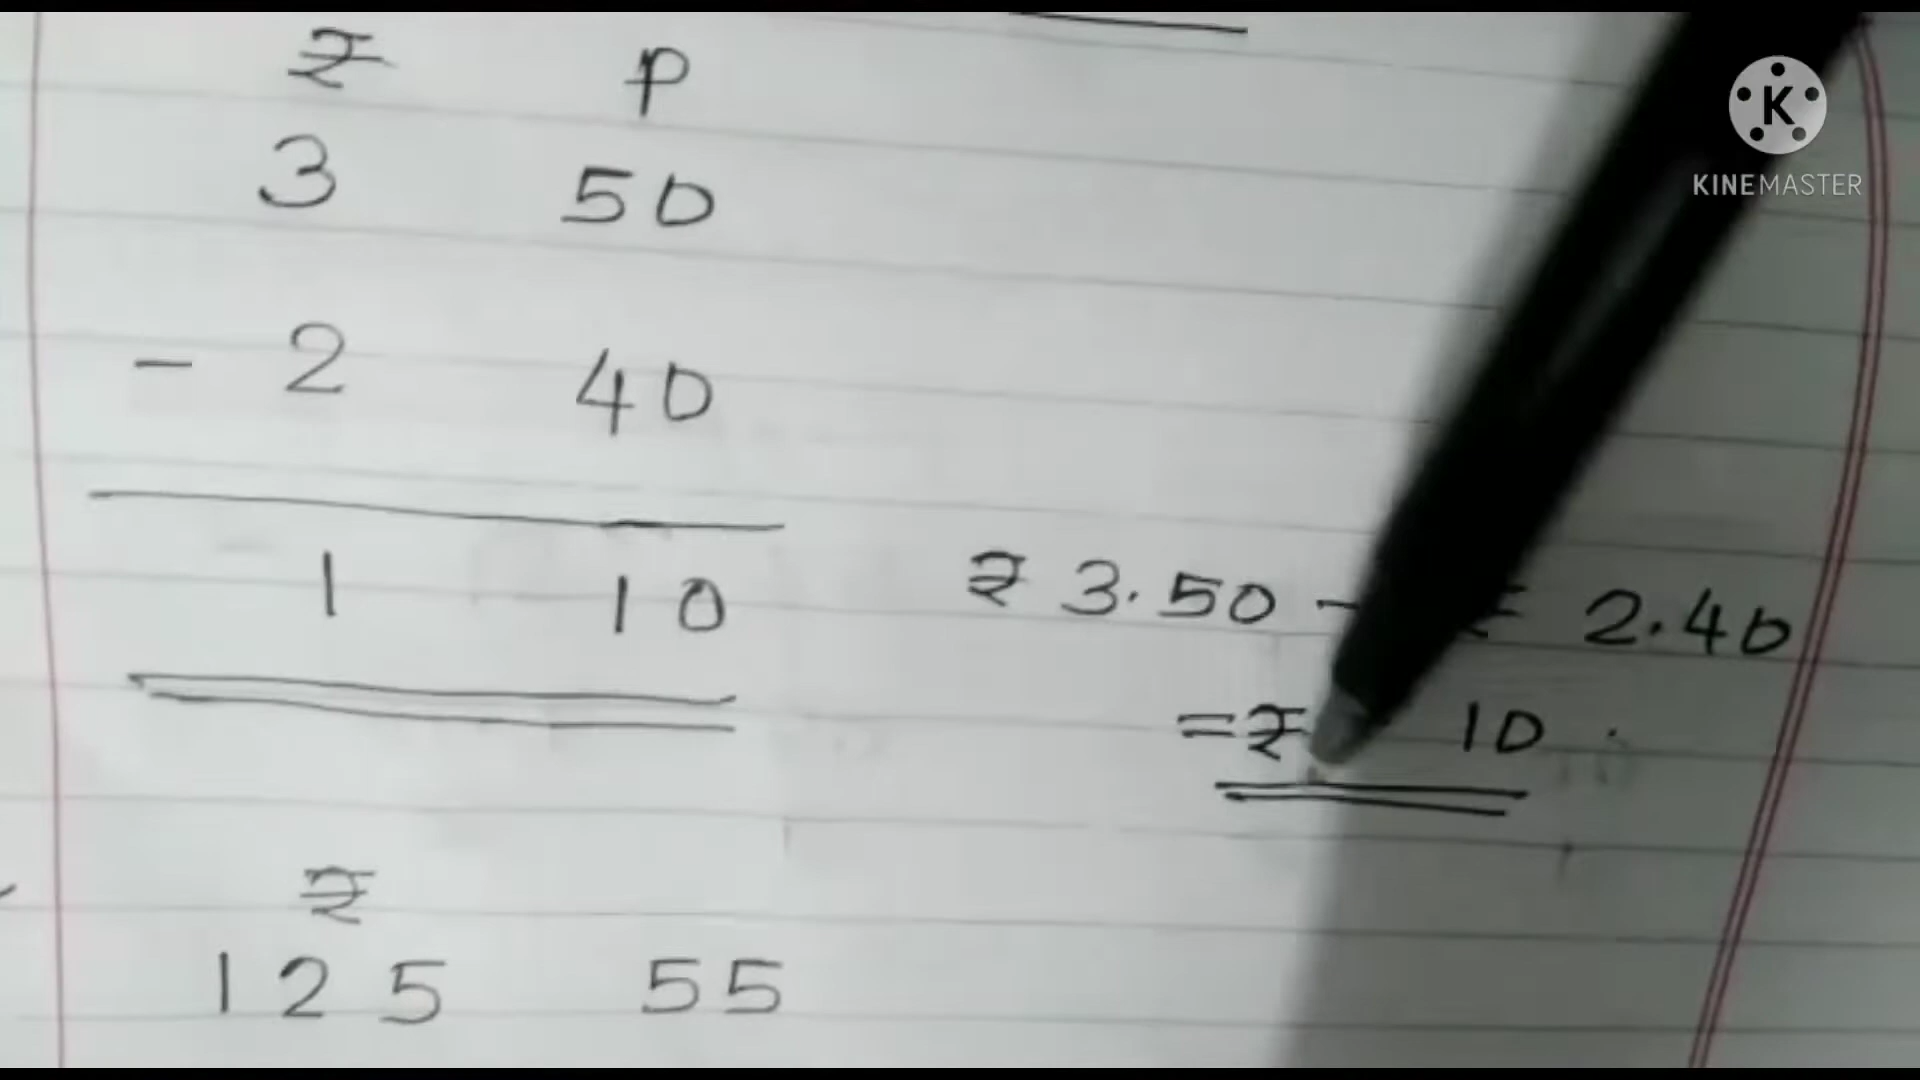 ₹ p
3 50
- 2 40
1 10
₹ 3.50 - 2.40
= ₹ 10
₹
125 55
KINEMASTER